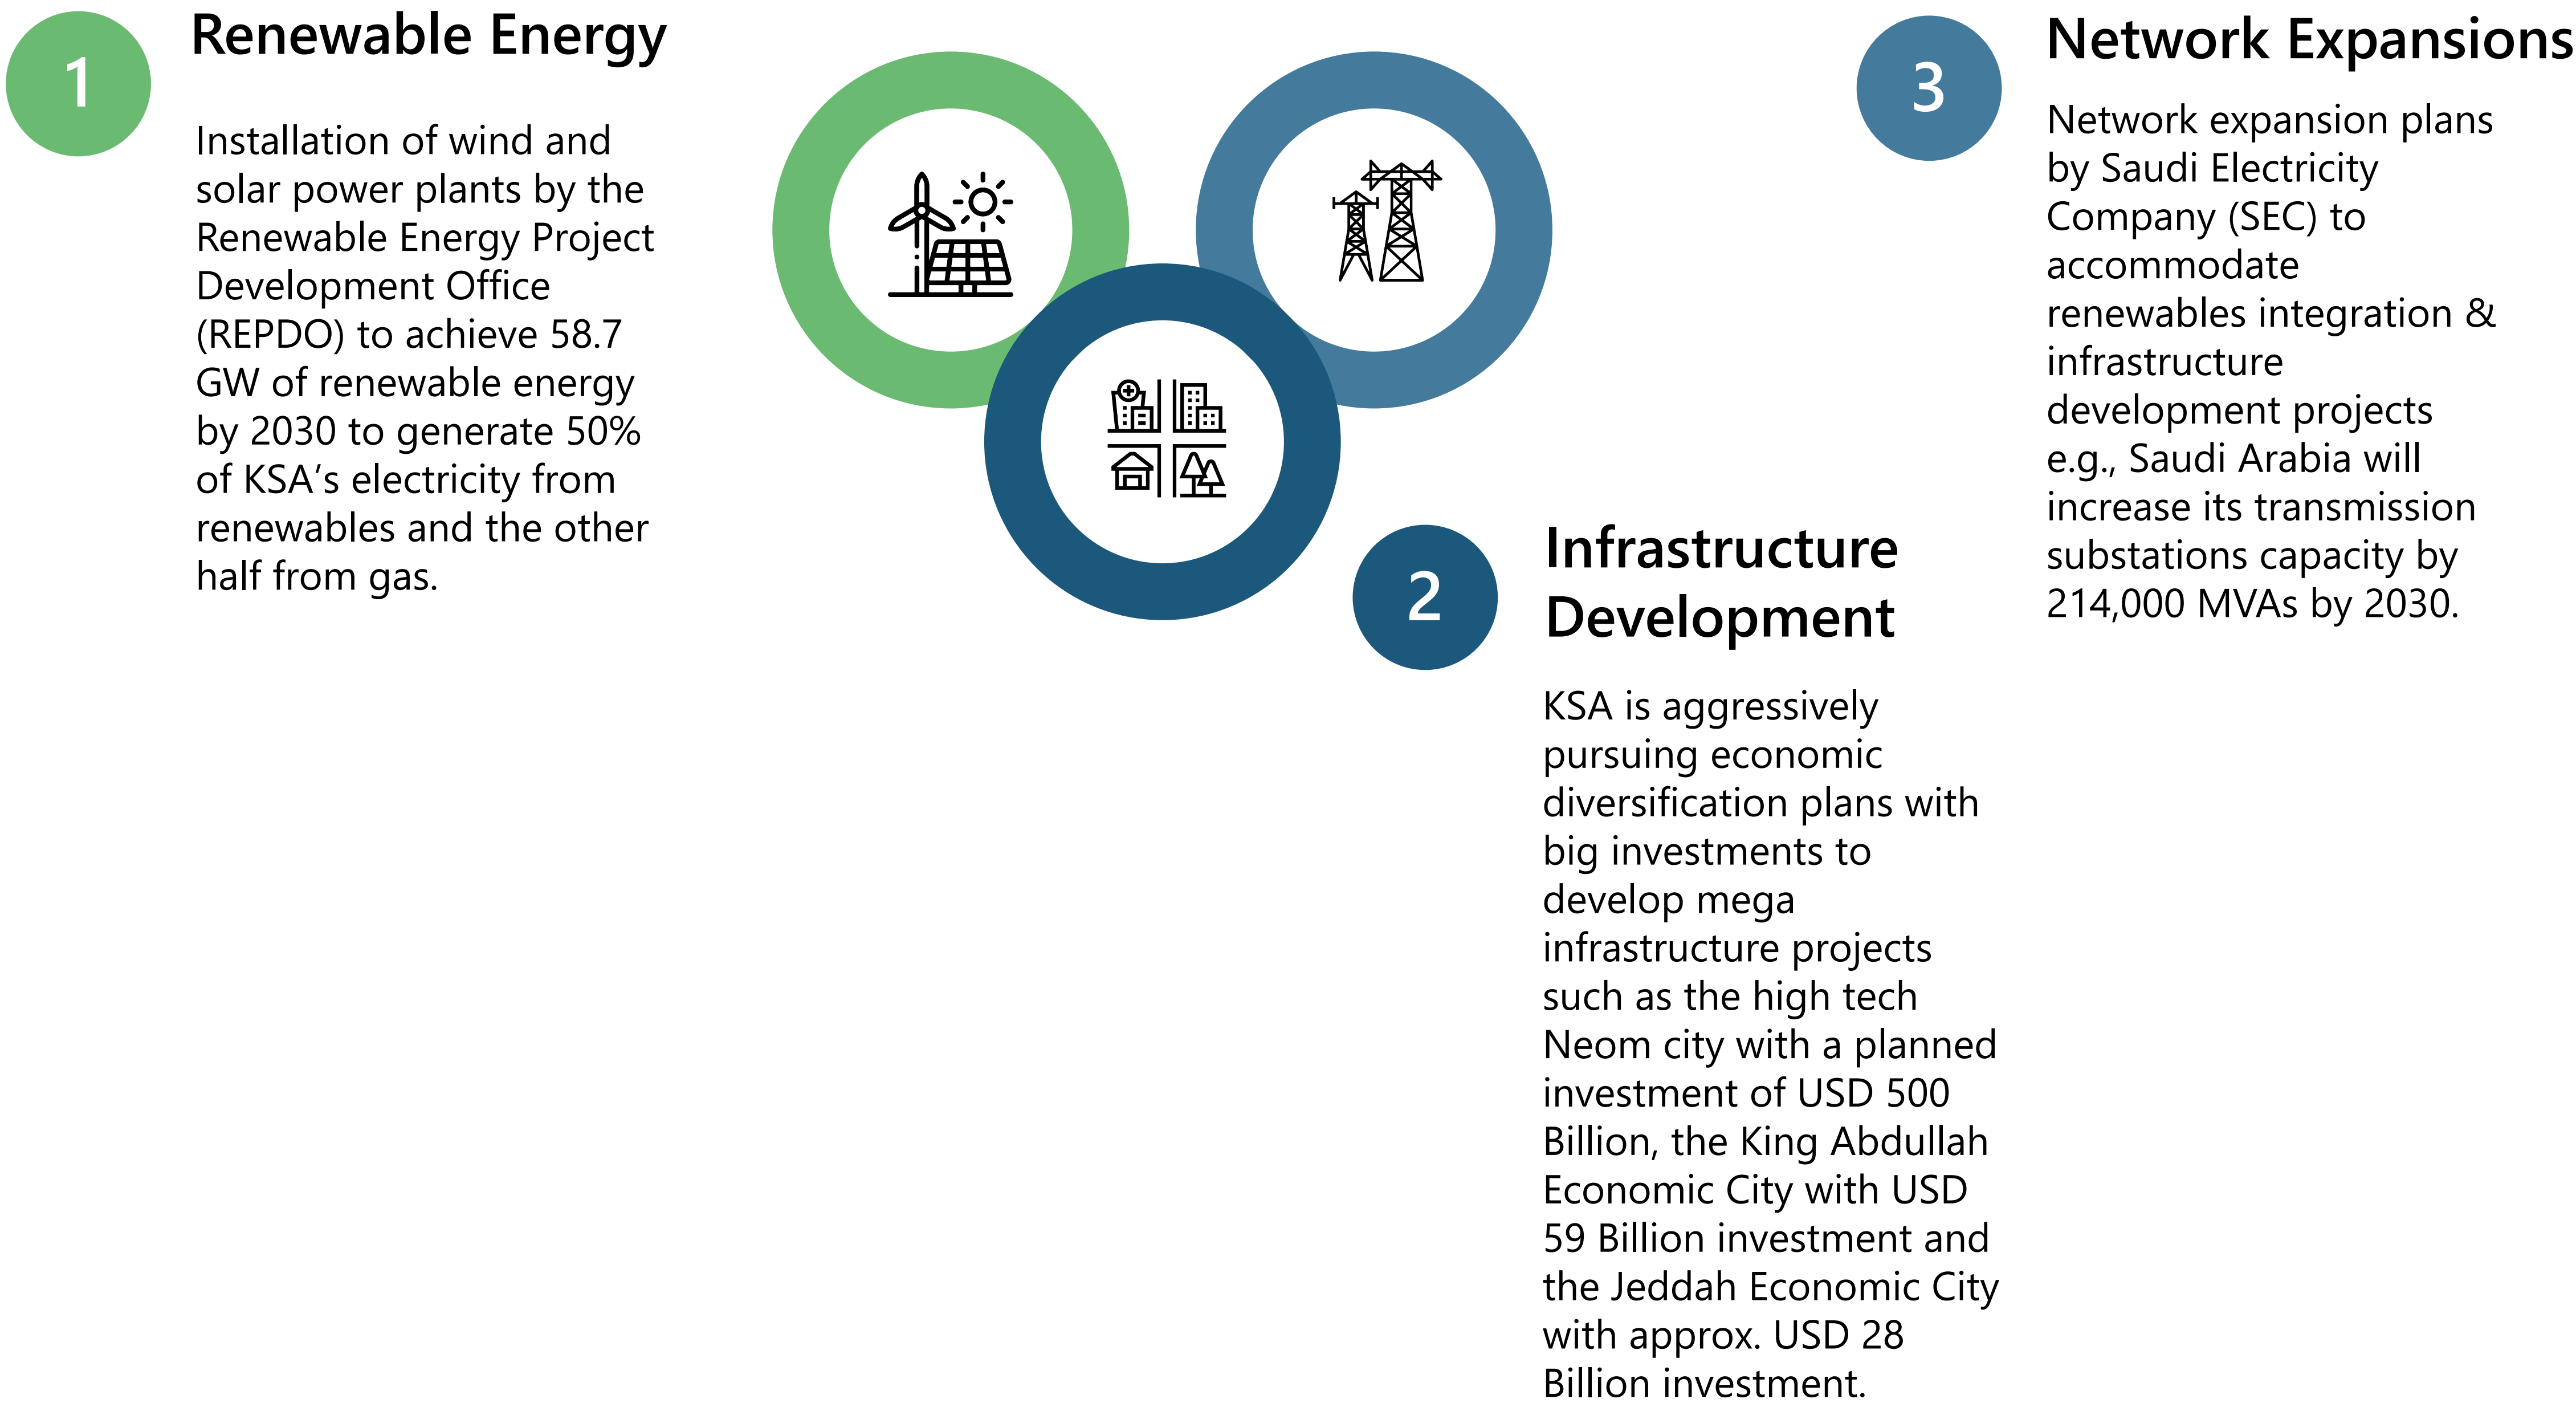 1
Renewable Energy
Installation of wind and
solar power plants by the
Renewable Energy Project
Development Office
(REPDO) to achieve 58.7
GW of renewable energy
by 2030 to generate 50%
of KSA’s electricity from
renewables and the other
half from gas.
2
Infrastructure
Development
KSA is aggressively
pursuing economic
diversification plans with
big investments to
develop mega
infrastructure projects
such as the high tech
Neom city with a planned
investment of USD 500
Billion, the King Abdullah
Economic City with USD
59 Billion investment and
the Jeddah Economic City
with approx. USD 28
Billion investment.
3
Network Expansions
Network expansion plans
by Saudi Electricity
Company (SEC) to
accommodate
renewables integration &
infrastructure
development projects
e.g., Saudi Arabia will
increase its transmission
substations capacity by
214,000 MVAs by 2030.